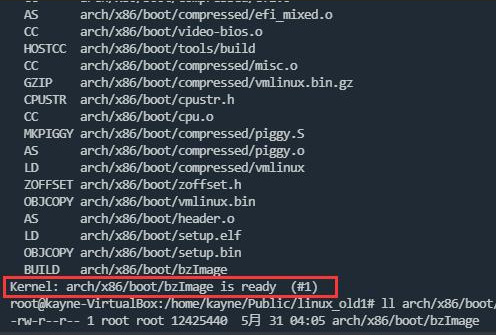 AS arch/x86/boot/compressed/efi_mixed.o
CC arch/x86/boot/video-bios.o
HOSTCC arch/x86/boot/tools/build
CC arch/x86/boot/compressed/misc.o
GZIP arch/x86/boot/compressed/vmlinux.bin.gz
CPUSTR arch/x86/boot/cpustr.h
CC arch/x86/boot/cpu.o
MKPIGGY arch/x86/boot/compressed/piggy.S
AS arch/x86/boot/compressed/piggy.o
LD arch/x86/boot/compressed/vmlinux
ZOFFSET arch/x86/boot/zoffset.h
OBJCOPY arch/x86/boot/vmlinux.bin
AS arch/x86/boot/header.o
LD arch/x86/boot/setup.elf
OBJCOPY arch/x86/boot/setup.bin
BUILD arch/x86/boot/bzImage
Kernel: arch/x86/boot/bzImage is ready (#1)
root@kayne-VirtualBox:/home/kayne/Public/linux_old1# ll arch/x86/boot/
-rw-r--r-- 1 root root 12425440 5月 31 04:05 arch/x86/boot/bzImage